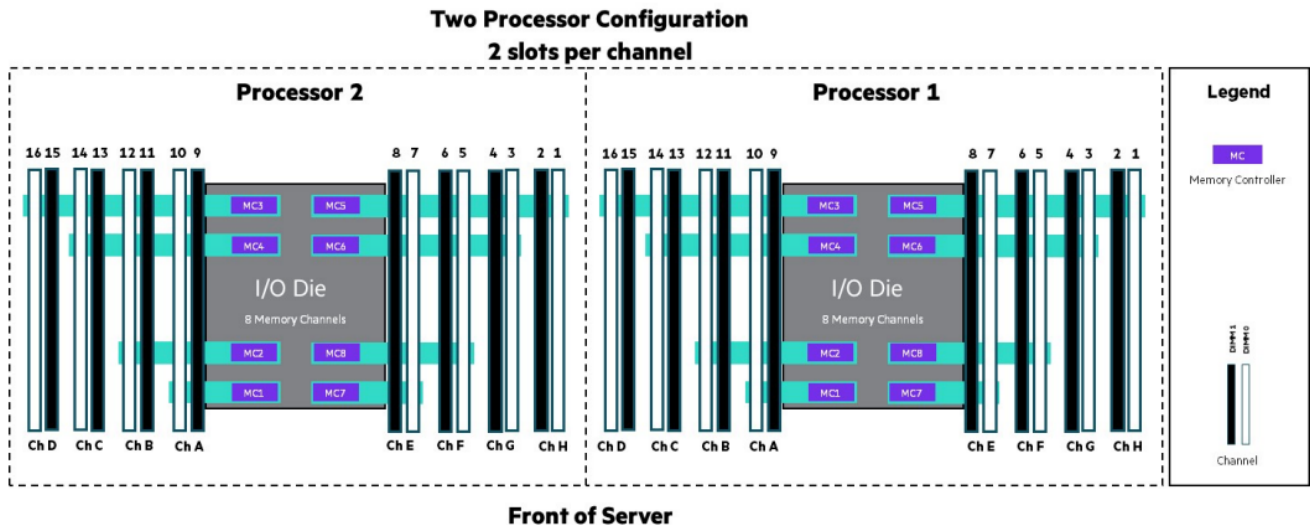 Two Processor Configuration
2 slots per channel
Processor 2
16 15 14 13 12 11 10 9 8 7 6 5 4 3 2 1
MC3 MC5
MC4 MC6
I/O Die
8 Memory Channels
MC2 MC8
MC1 MC7
Ch D Ch C Ch B Ch A Ch E Ch F Ch G Ch H
Processor 1
16 15 14 13 12 11 10 9 8 7 6 5 4 3 2 1
MC3 MC5
MC4 MC6
I/O Die
8 Memory Channels
MC2 MC8
MC1 MC7
Ch D Ch C Ch B Ch A Ch E Ch F Ch G Ch H
Legend
MC
Memory Controller
DIMM 1
DIMM 0
Channel
Front of Server